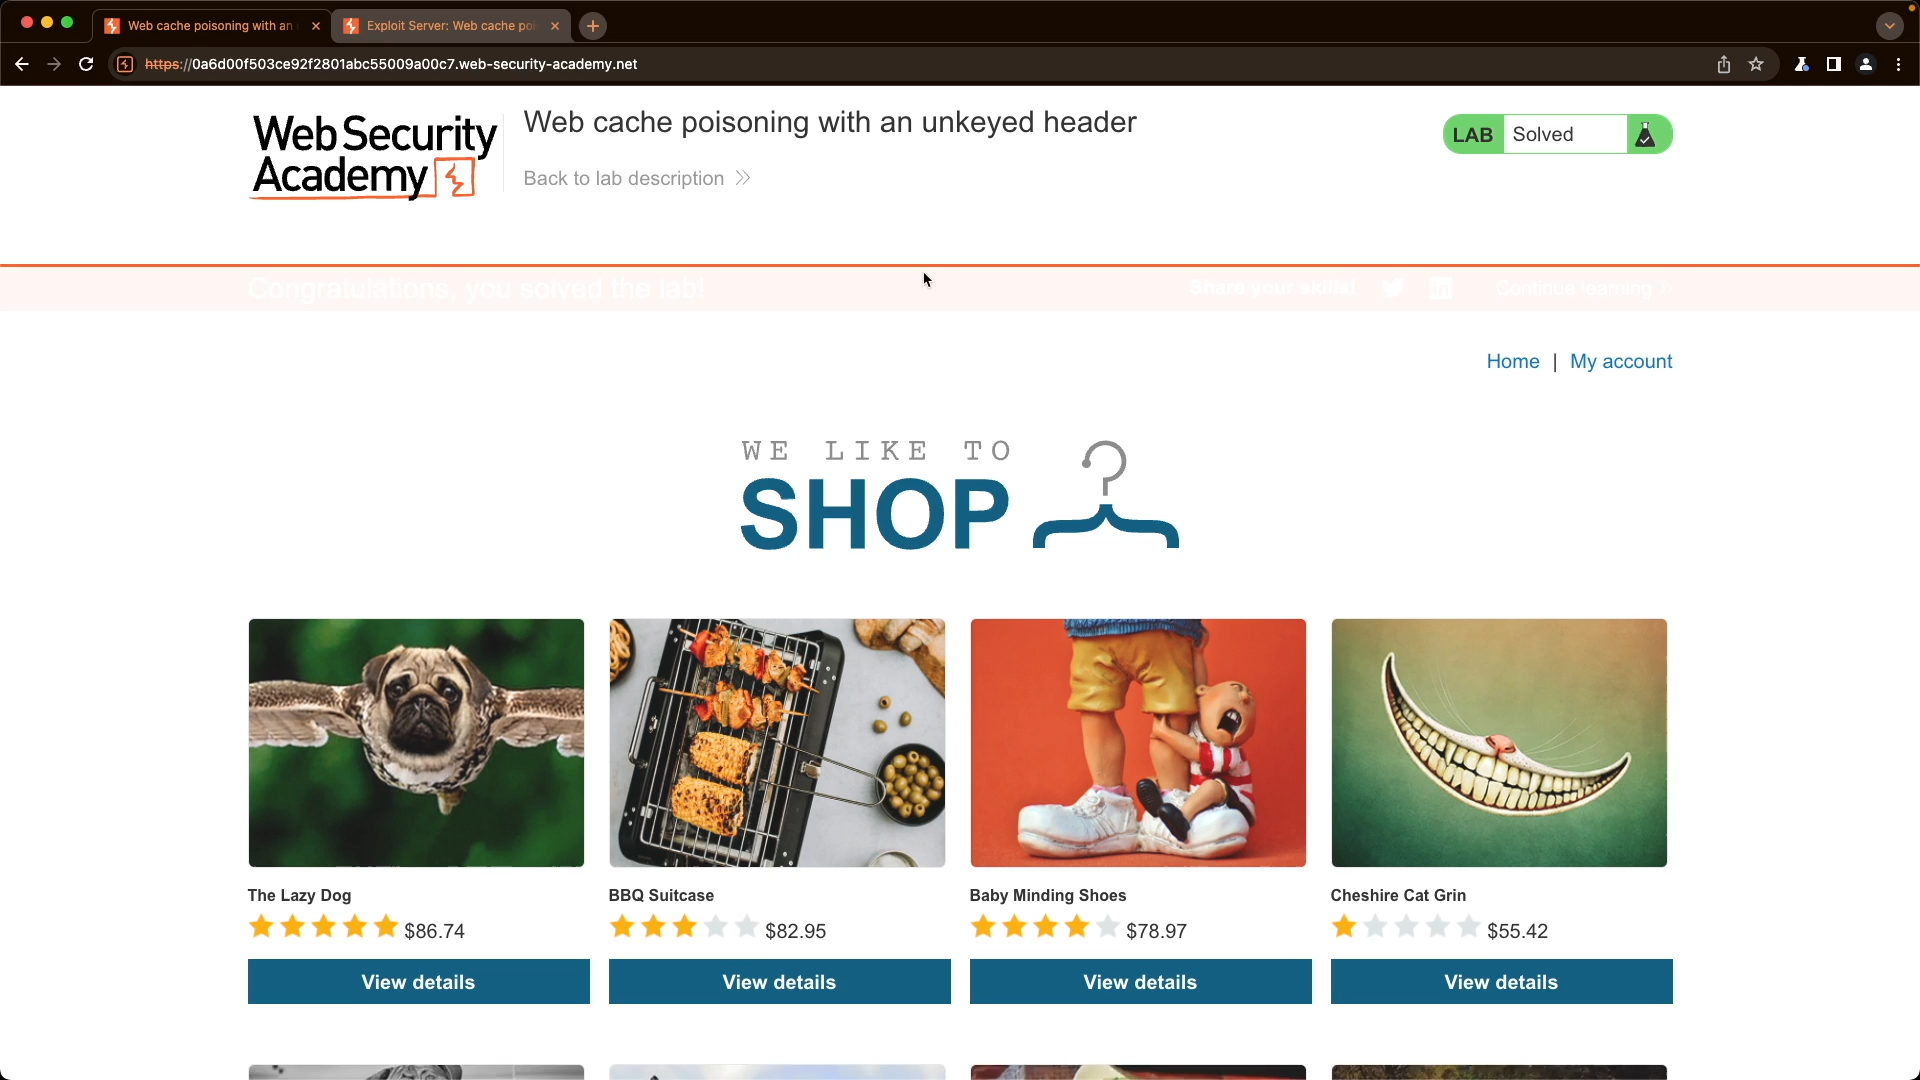 Web cache poisoning with an
Exploit Server: Web cache poi
https://0a6d00f503ce92f2801abc55009a00c7.web-security-academy.net
Web Security
Academy
Web cache poisoning with an unkeyed header
Back to lab description
LAB Solved
Congratulations, you solved the lab!
Share your skills!
Continue learning
Home | My account
WE LIKE TO
SHOP
The Lazy Dog
$86.74
View details
BBQ Suitcase
$82.95
View details
Baby Minding Shoes
$78.97
View details
Cheshire Cat Grin
$55.42
View details